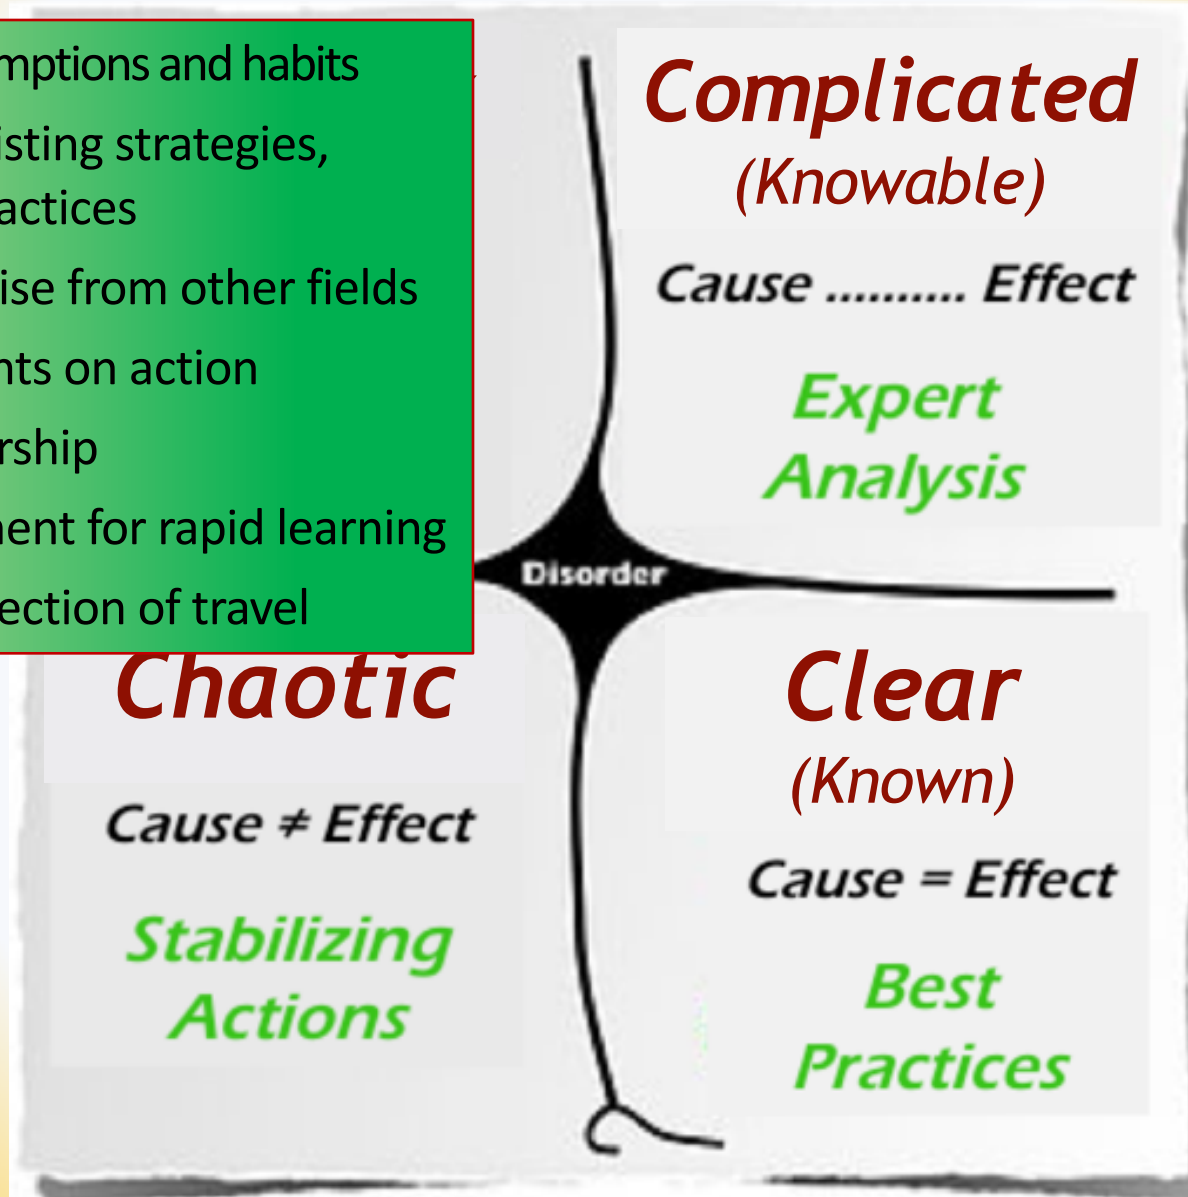 mptions and habits
isting strategies,
actices
ise from other fields
nts on action
rship
nent for rapid learning
ection of travel
Complicated
(Knowable)
Cause .......... Effect
Expert
Analysis
Disorder
Chaotic
Cause ≠ Effect
Stabilizing
Actions
Clear
(Known)
Cause = Effect
Best
Practices